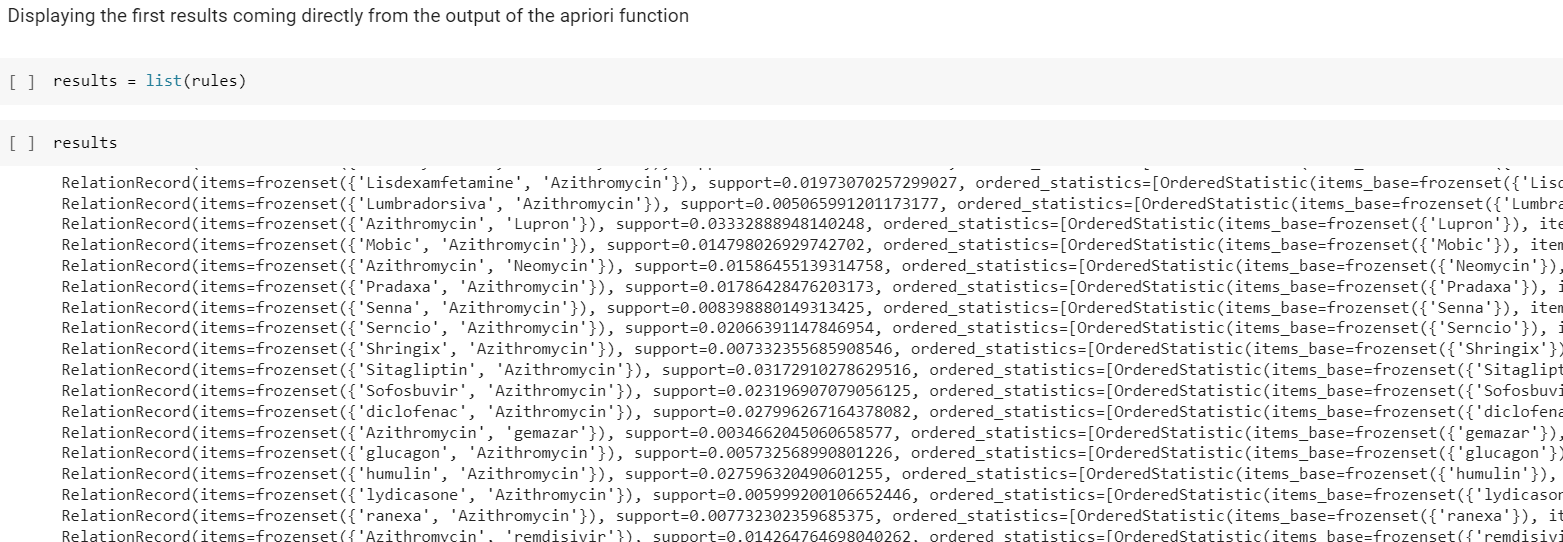 Displaying the first results coming directly from the output of the apriori function
[ ] results = list(rules)
[ ] results
RelationRecord(items=frozenset({'Lisdexamfetamine', 'Azithromycin'}), support=0.01973070257299027, ordered_statistics=[OrderedStatistic(items_base=frozenset({'Lisd
RelationRecord(items=frozenset({'Lumbradorsiva', 'Azithromycin'}), support=0.005065991201173177, ordered_statistics=[OrderedStatistic(items_base=frozenset({'Lumbra
RelationRecord(items=frozenset({'Azithromycin', 'Lupron'}), support=0.03332888948140248, ordered_statistics=[OrderedStatistic(items_base=frozenset({'Lupron'}), ite
RelationRecord(items=frozenset({'Mobic', 'Azithromycin'}), support=0.014798026929742702, ordered_statistics=[OrderedStatistic(items_base=frozenset({'Mobic'}), item
RelationRecord(items=frozenset({'Azithromycin', 'Neomycin'}), support=0.01586455139314758, ordered_statistics=[OrderedStatistic(items_base=frozenset({'Neomycin'}),
RelationRecord(items=frozenset({'Pradaxa', 'Azithromycin'}), support=0.01786428476203173, ordered_statistics=[OrderedStatistic(items_base=frozenset({'Pradaxa'}), i
RelationRecord(items=frozenset({'Senna', 'Azithromycin'}), support=0.008398880149313425, ordered_statistics=[OrderedStatistic(items_base=frozenset({'Senna'}), item
RelationRecord(items=frozenset({'Serncio', 'Azithromycin'}), support=0.02066391147846954, ordered_statistics=[OrderedStatistic(items_base=frozenset({'Serncio'}), i
RelationRecord(items=frozenset({'Shringix', 'Azithromycin'}), support=0.007332355685908546, ordered_statistics=[OrderedStatistic(items_base=frozenset({'Shringix'})
RelationRecord(items=frozenset({'Sitagliptin', 'Azithromycin'}), support=0.03172910278629516, ordered_statistics=[OrderedStatistic(items_base=frozenset({'Sitaglipt
RelationRecord(items=frozenset({'Sofosbuvir', 'Azithromycin'}), support=0.023196907079056125, ordered_statistics=[OrderedStatistic(items_base=frozenset({'Sofosbuvi
RelationRecord(items=frozenset({'diclofenac', 'Azithromycin'}), support=0.027996267164378082, ordered_statistics=[OrderedStatistic(items_base=frozenset({'diclofena
RelationRecord(items=frozenset({'Azithromycin', 'gemazar'}), support=0.0034662045060658577, ordered_statistics=[OrderedStatistic(items_base=frozenset({'gemazar'}),
RelationRecord(items=frozenset({'glucagon', 'Azithromycin'}), support=0.005732568990801226, ordered_statistics=[OrderedStatistic(items_base=frozenset({'glucagon'})
RelationRecord(items=frozenset({'humulin', 'Azithromycin'}), support=0.027596320490601255, ordered_statistics=[OrderedStatistic(items_base=frozenset({'humulin'}),
RelationRecord(items=frozenset({'lydicasone', 'Azithromycin'}), support=0.005999200106652446, ordered_statistics=[OrderedStatistic(items_base=frozenset({'lydicason
RelationRecord(items=frozenset({'ranexa', 'Azithromycin'}), support=0.007732302359685375, ordered_statistics=[OrderedStatistic(items_base=frozenset({'ranexa'}), it
RelationRecord(items=frozenset({'Azithromycin', 'remdisivir'}), support=0.014264764698040262, ordered_statistics=[OrderedStatistic(items_base=frozenset({'remdisivi